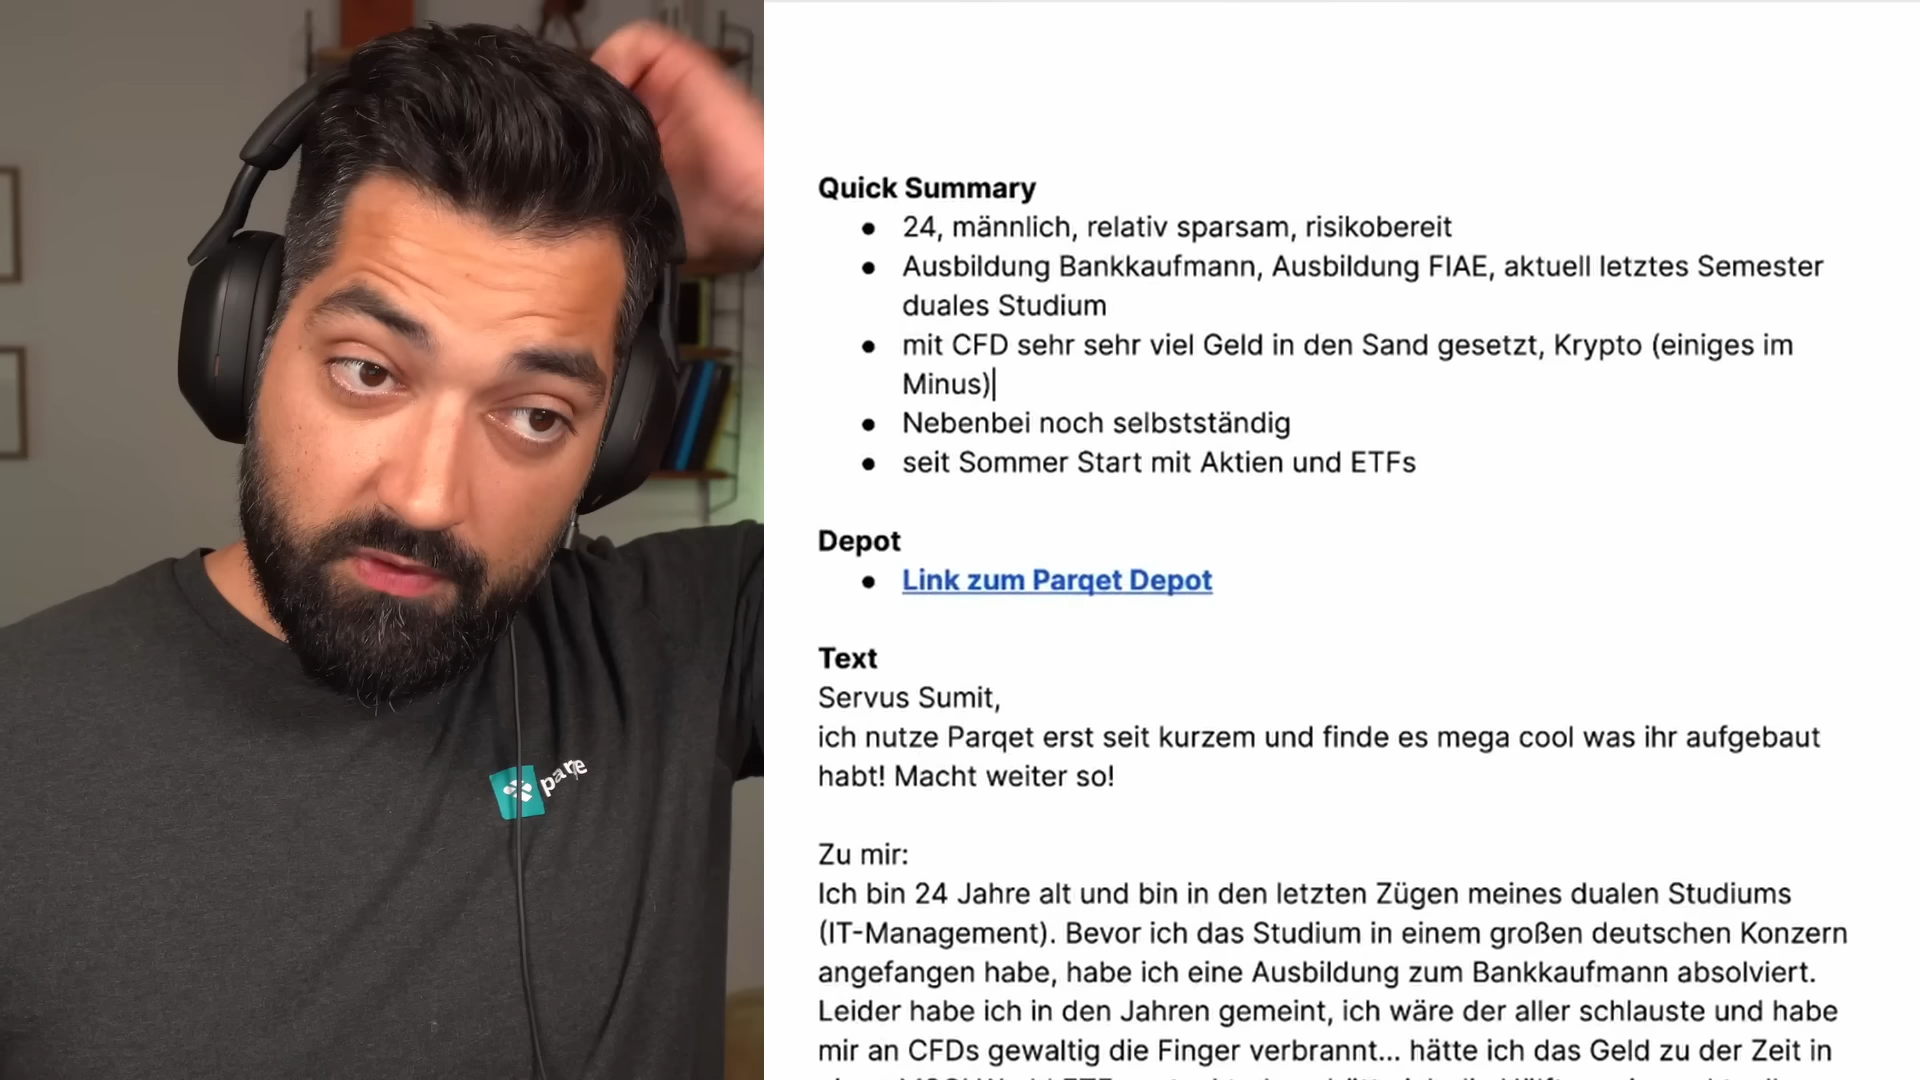 parqe
Quick Summary
● 24, männlich, relativ sparsam, risikobereit
● Ausbildung Bankkaufmann, Ausbildung FIAE, aktuell letztes Semester
duales Studium
● mit CFD sehr sehr viel Geld in den Sand gesetzt, Krypto (einiges im
Minus)
● Nebenbei noch selbstständig
● seit Sommer Start mit Aktien und ETFs
Depot
● Link zum Parqet Depot
Text
Servus Sumit,
ich nutze Parqet erst seit kurzem und finde es mega cool was ihr aufgebaut
habt! Macht weiter so!
Zu mir:
Ich bin 24 Jahre alt und bin in den letzten Zügen meines dualen Studiums
(IT-Management). Bevor ich das Studium in einem großen deutschen Konzern
angefangen habe, habe ich eine Ausbildung zum Bankkaufmann absolviert.
Leider habe ich in den Jahren gemeint, ich wäre der aller schlauste und habe
mir an CFDs gewaltig die Finger verbrannt... hätte ich das Geld zu der Zeit in